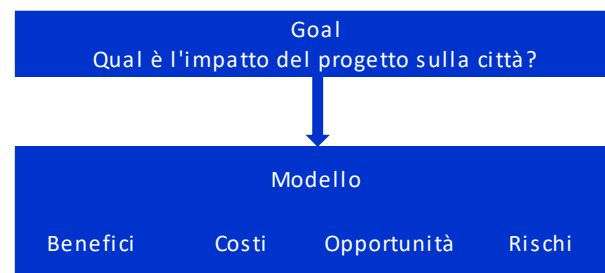 Goal
Qual è l'impatto del progetto sulla città?
Modello
Benefici Costi Opportunità Rischi